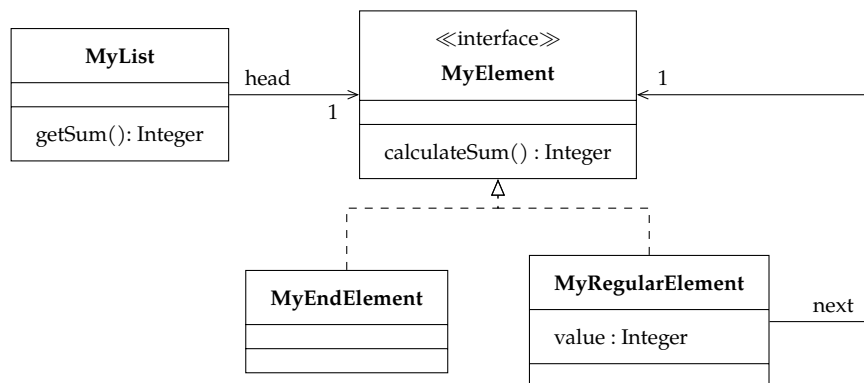 MyList
getSum(): Integer
head
1
≪interface≫
MyElement
calculateSum() : Integer
1
MyEndElement
MyRegularElement
value : Integer
next